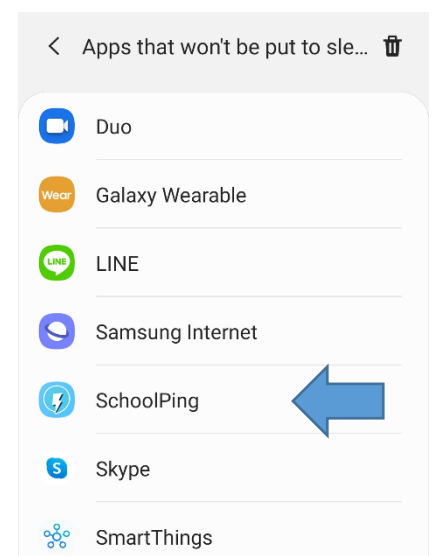 Apps that won't be put to sle...
Duo
Wear
Galaxy Wearable
LINE
LINE
Samsung Internet
SchoolPing
S
Skype
SmartThings